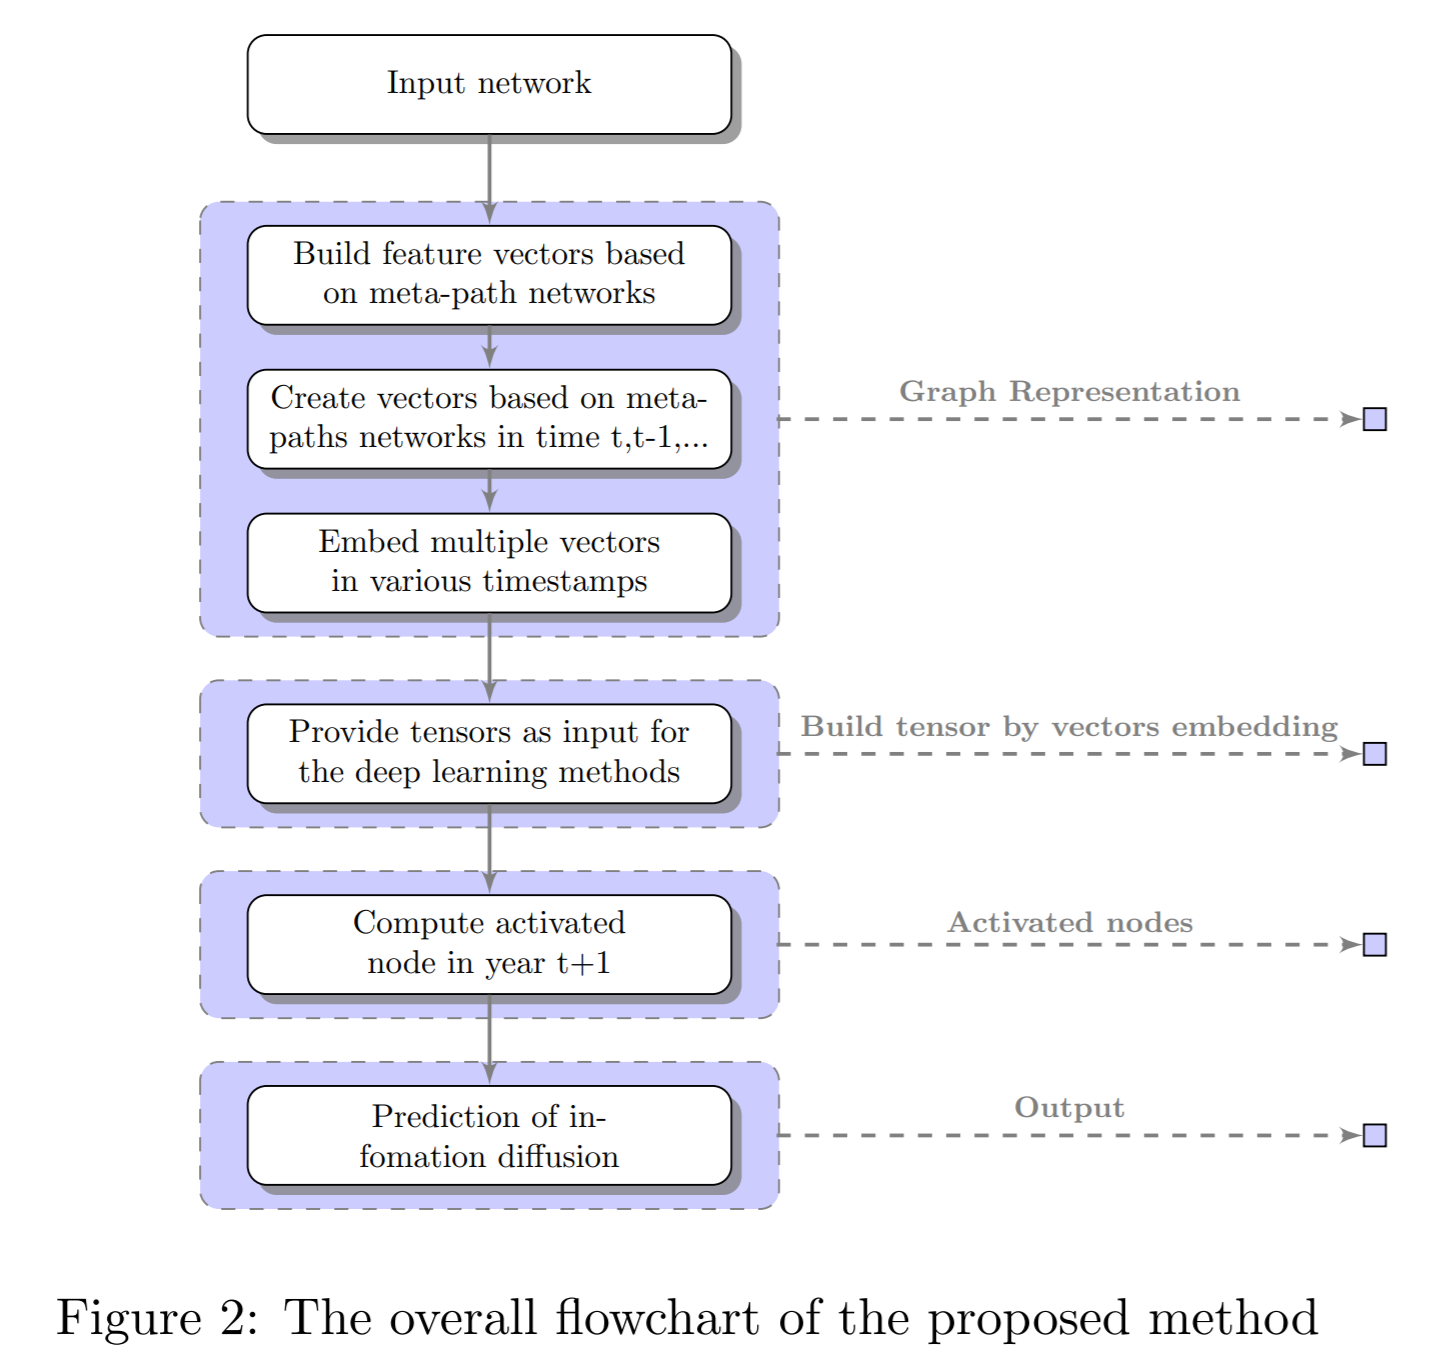 Input network
Build feature vectors based
on meta-path networks
Create vectors based on meta-
paths networks in time t,t-1,...
Graph Representation
Embed multiple vectors
in various timestamps
Provide tensors as input for
the deep learning methods
Build tensor by vectors embedding
Compute activated
node in year t+1
Activated nodes
Prediction of in-
fomation diffusion
Output
Figure 2: The overall flowchart of the proposed method